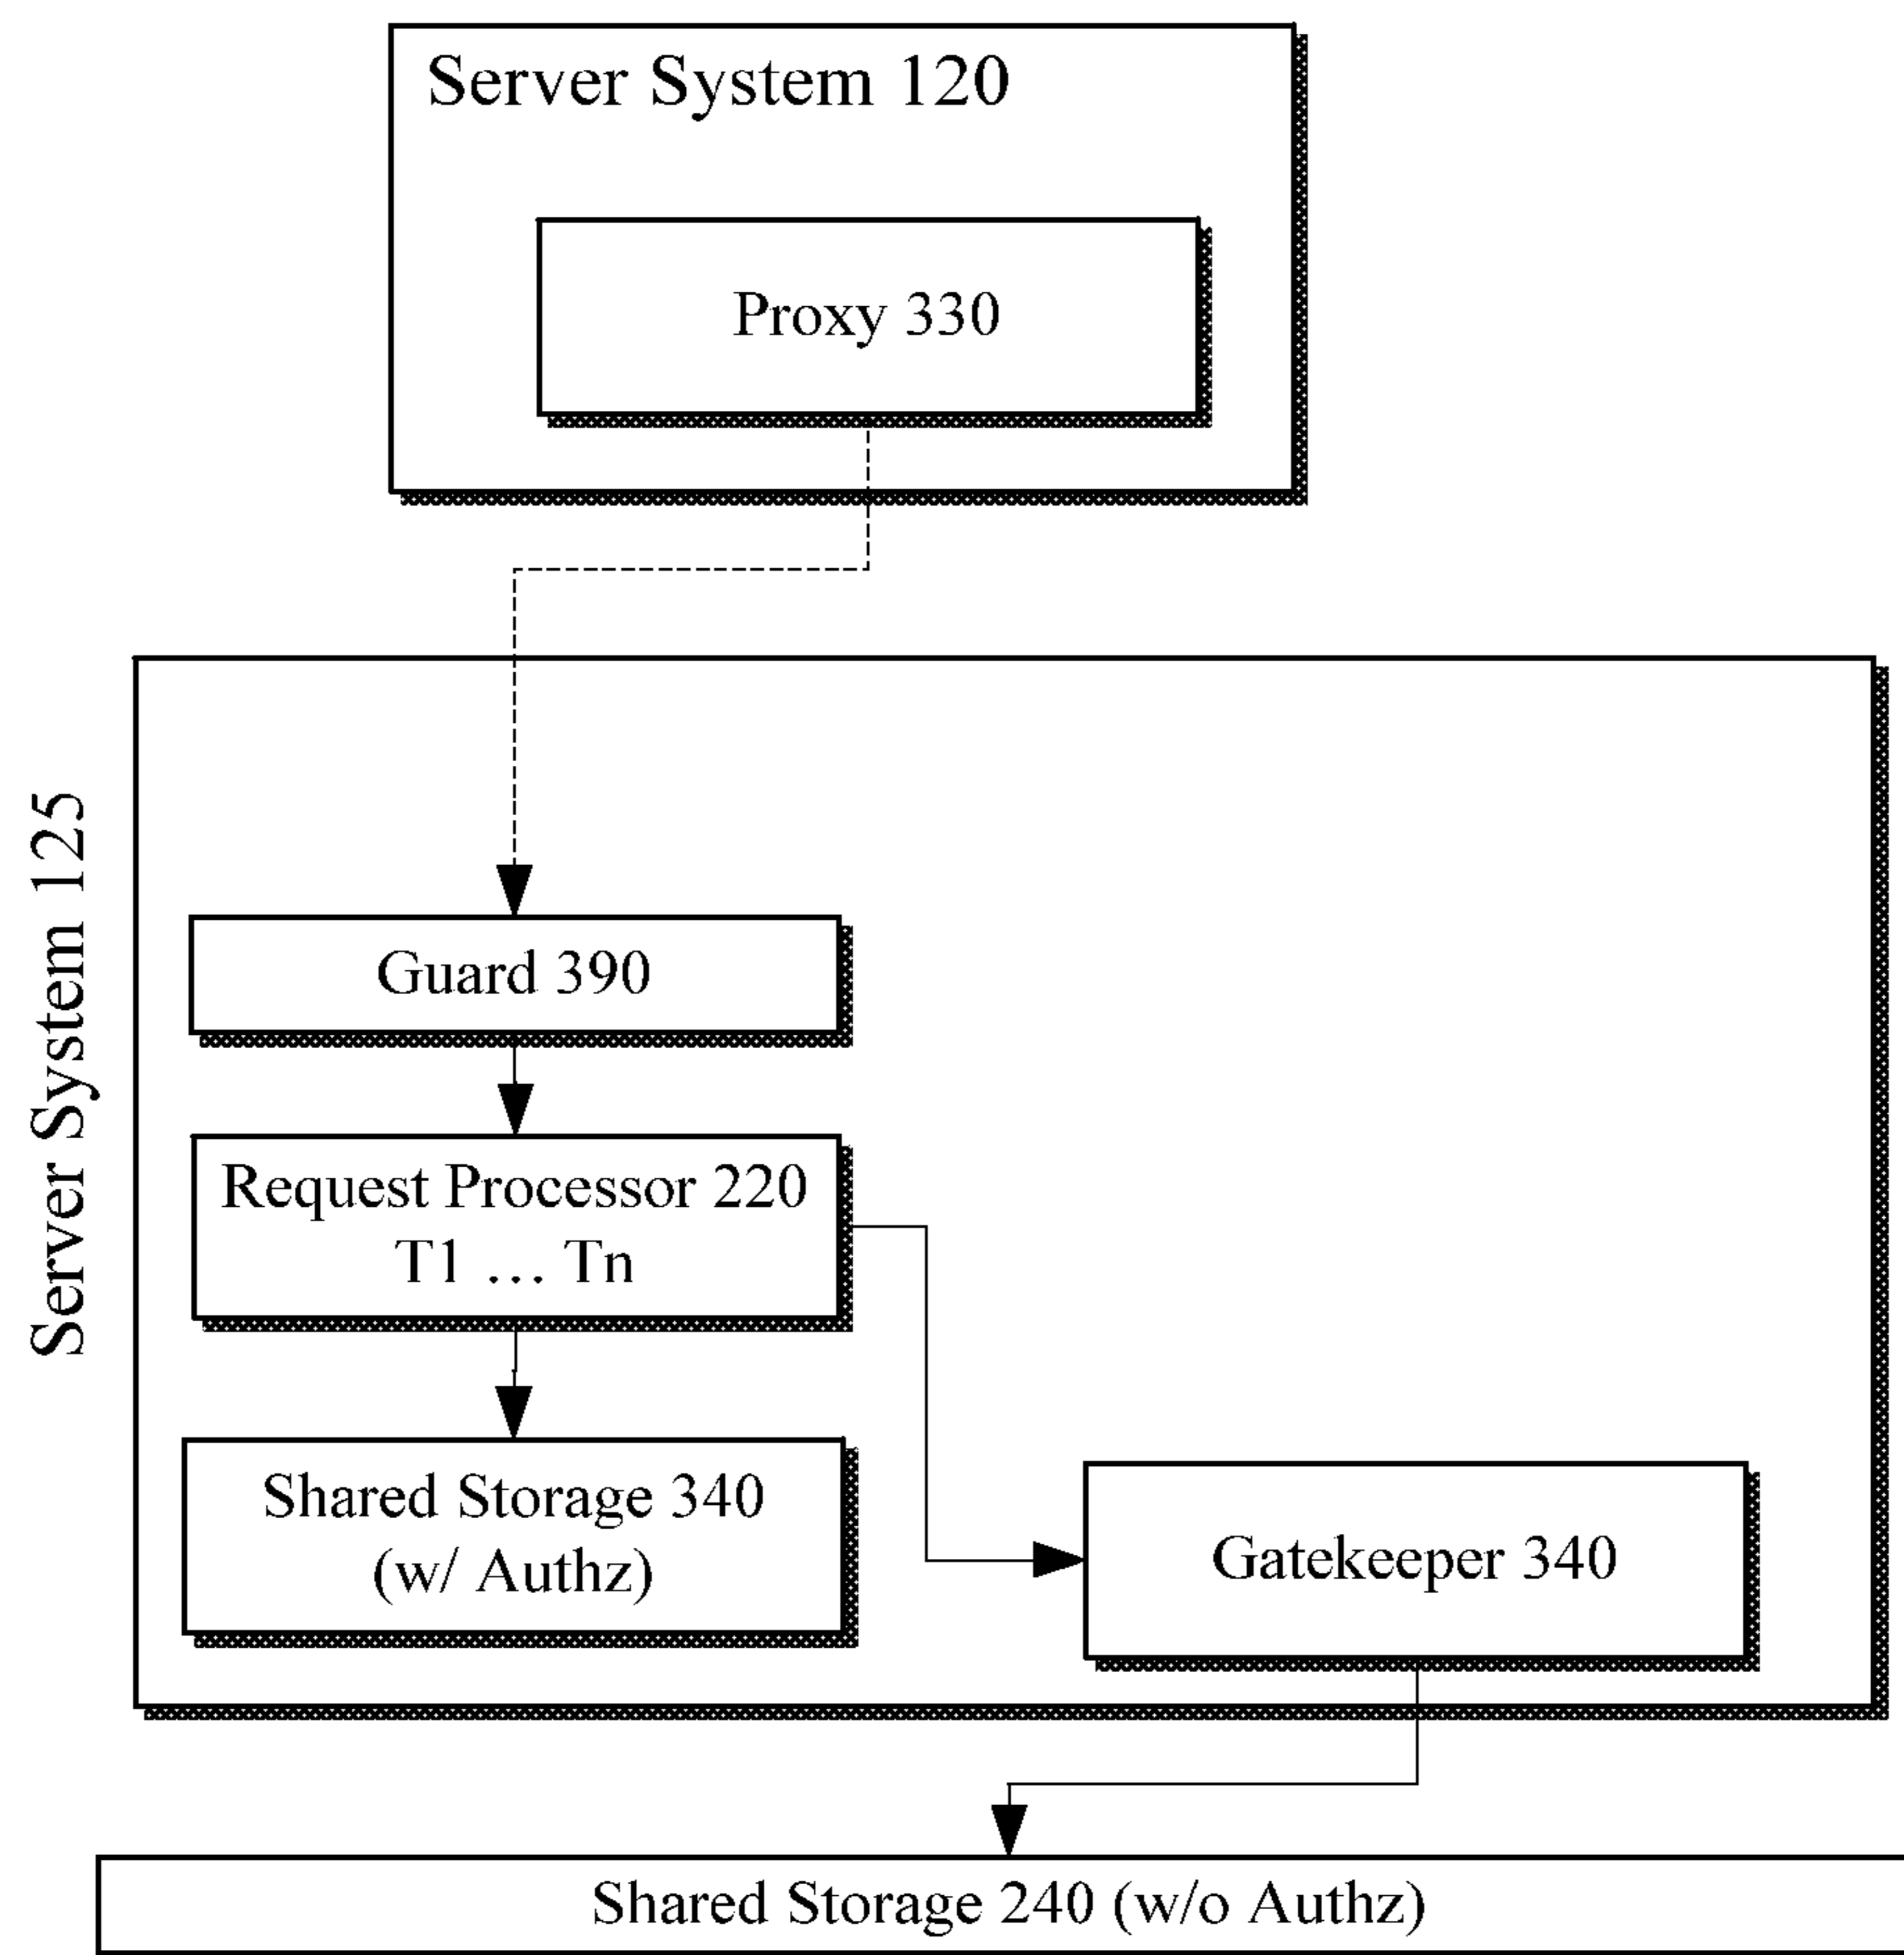 Server System 120
Proxy 330
Server System 125
Guard 390
Request Processor 220
T1 … Tn
Shared Storage 340
(w/ Authz)
Gatekeeper 340
Shared Storage 240 (w/o Authz)